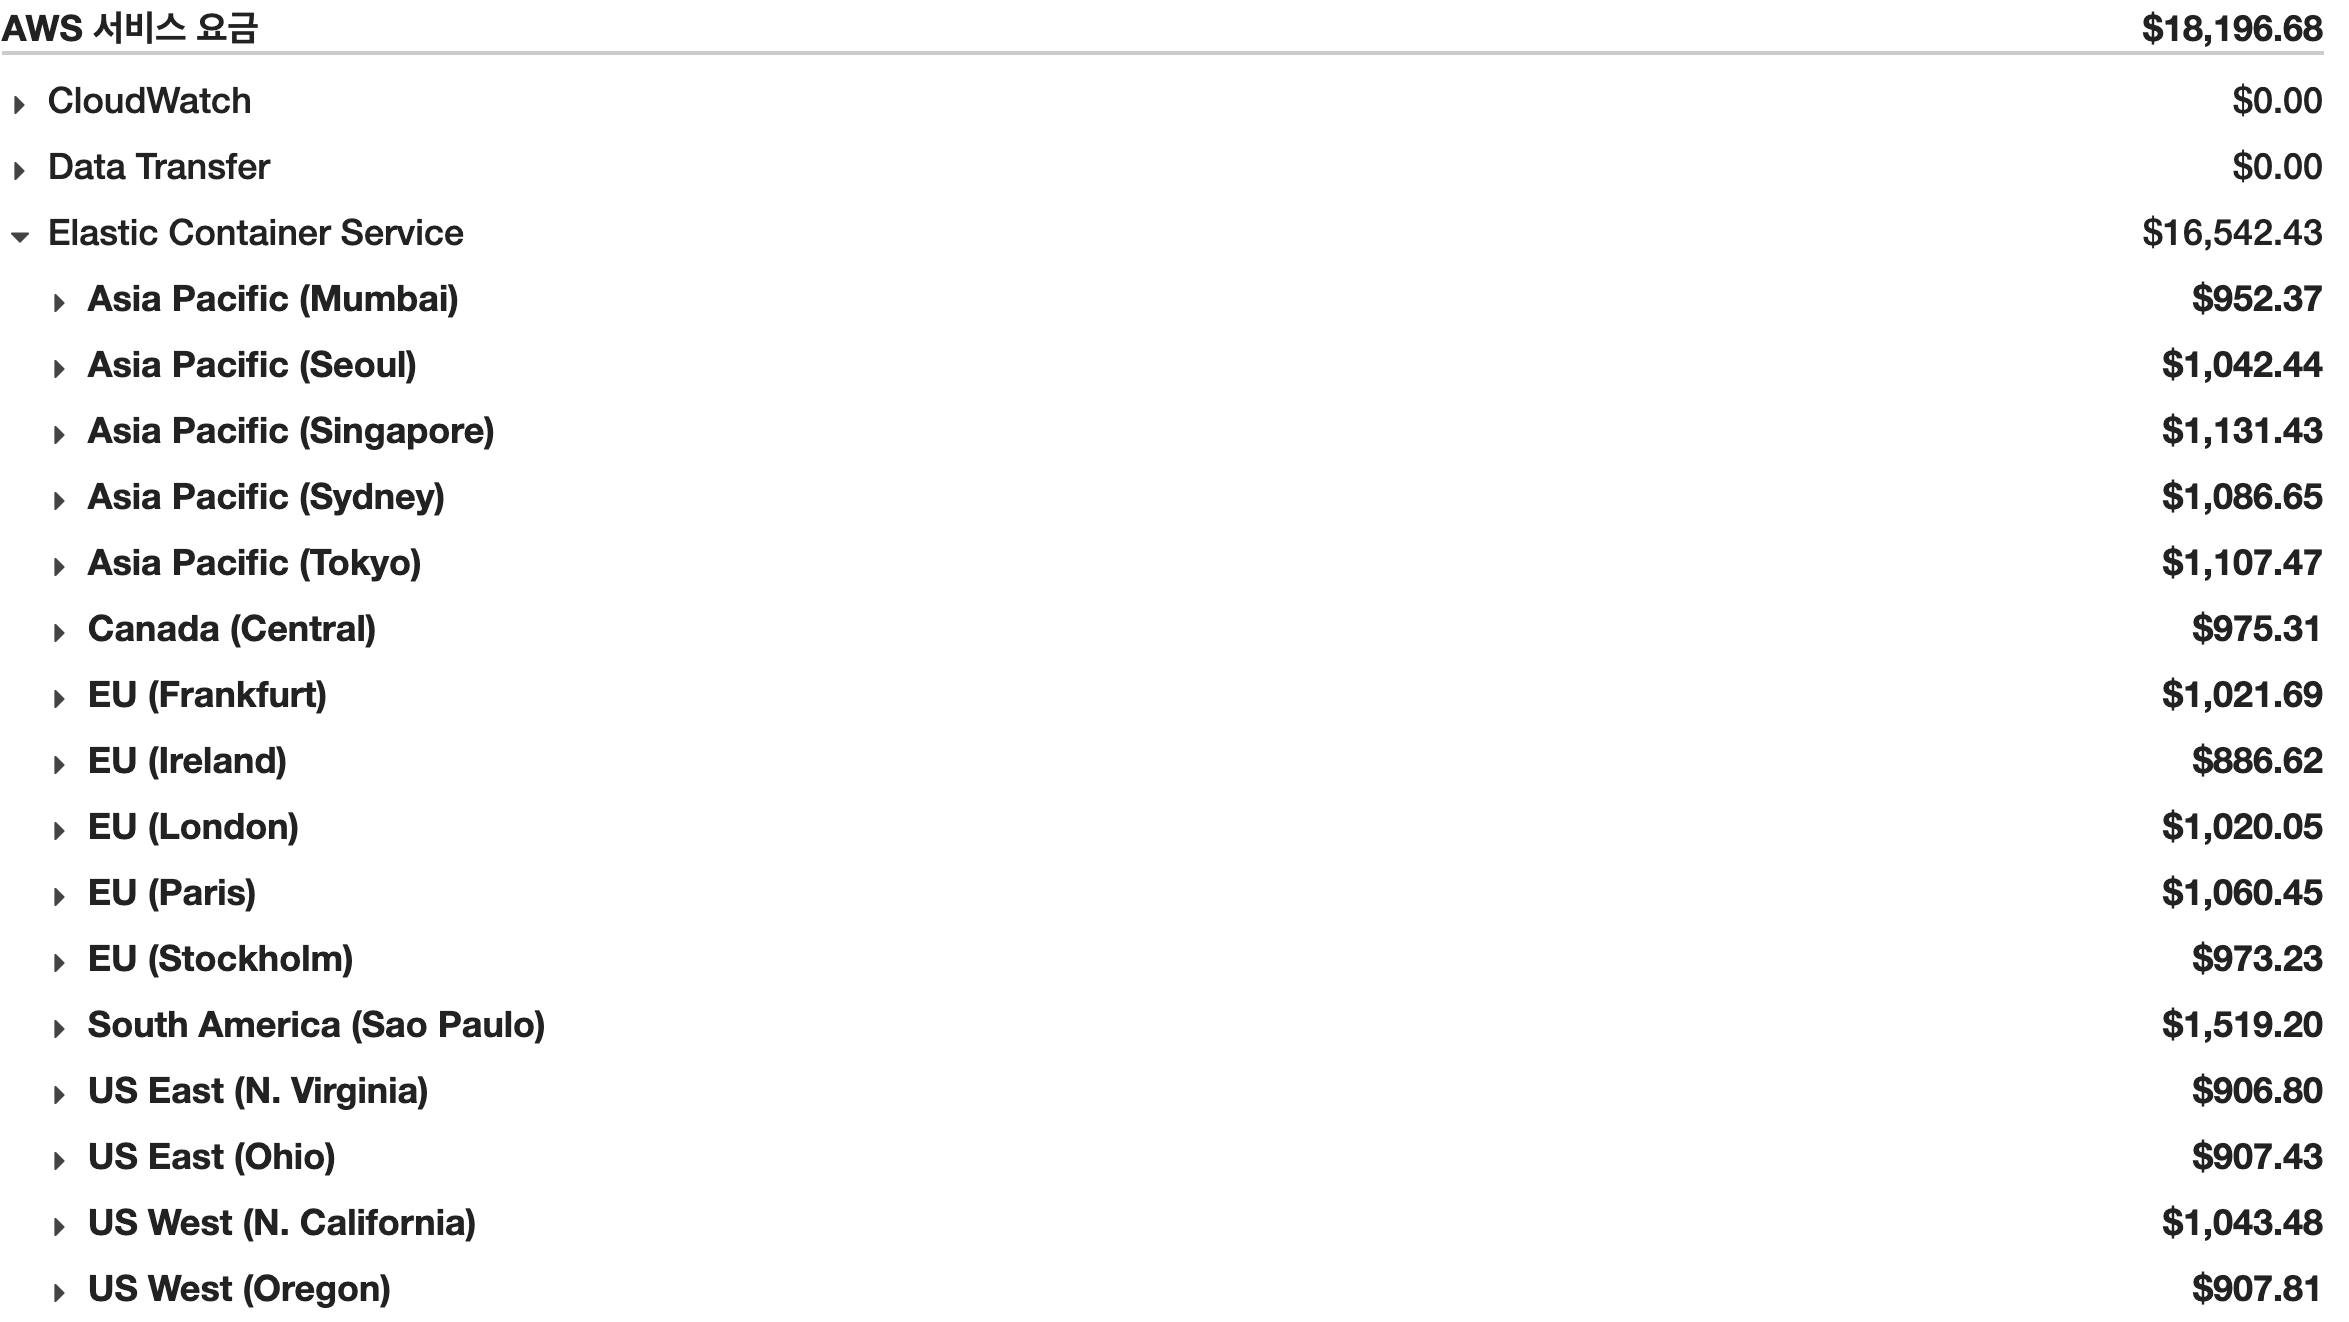 AWS 서비스 요금 $18,196.68
CloudWatch $0.00
Data Transfer $0.00
Elastic Container Service $16,542.43
Asia Pacific (Mumbai) $952.37
Asia Pacific (Seoul) $1,042.44
Asia Pacific (Singapore) $1,131.43
Asia Pacific (Sydney) $1,086.65
Asia Pacific (Tokyo) $1,107.47
Canada (Central) $975.31
EU (Frankfurt) $1,021.69
EU (Ireland) $886.62
EU (London) $1,020.05
EU (Paris) $1,060.45
EU (Stockholm) $973.23
South America (Sao Paulo) $1,519.20
US East (N. Virginia) $906.80
US East (Ohio) $907.43
US West (N. California) $1,043.48
US West (Oregon) $907.81